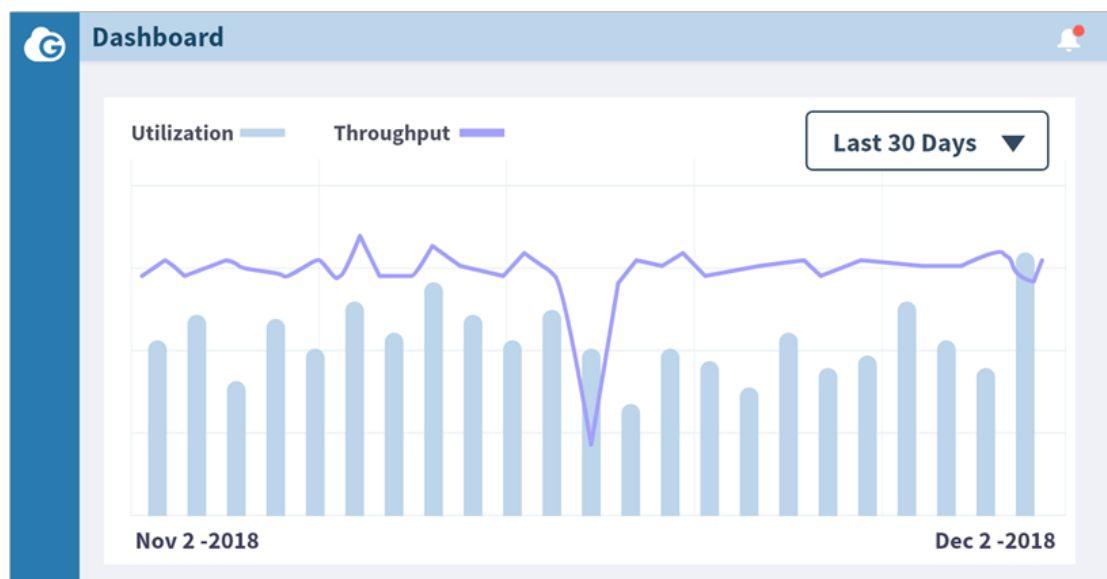 G
Dashboard
Utilization
Throughput
Last 30 Days
Nov 2 -2018
Dec 2 -2018